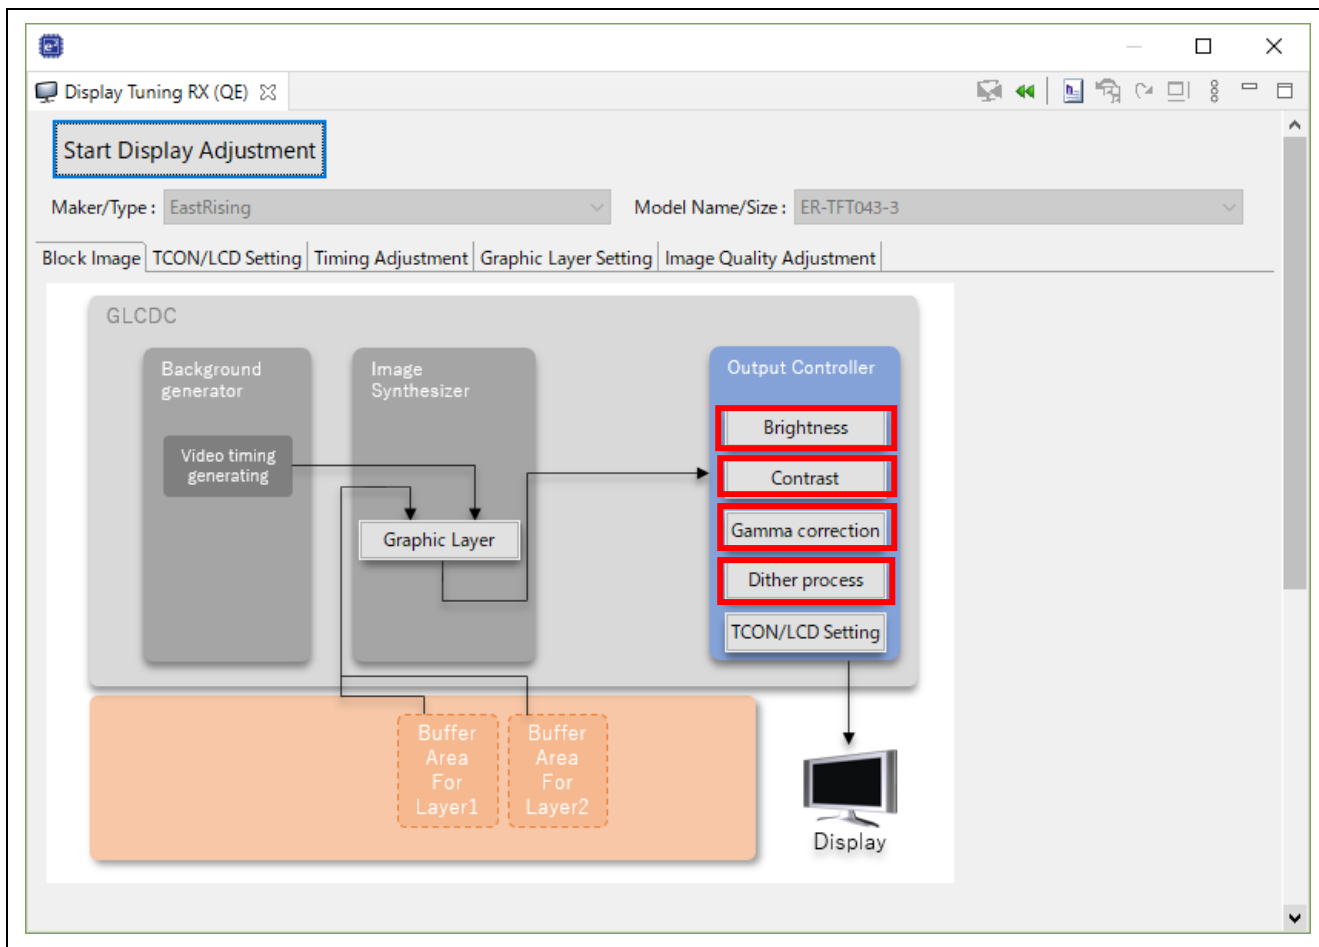 Display Tuning RX (QE)
Start Display Adjustment
Maker/Type : EastRising Model Name/Size : ER-TFT043-3
Block Image TCON/LCD Setting Timing Adjustment Graphic Layer Setting Image Quality Adjustment
GLCDC
Background
generator
Video timing
generating
Image
Synthesizer
Graphic Layer
Output Controller
Brightness
Contrast
Gamma correction
Dither process
TCON/LCD Setting
Buffer
Area
For
Layer1
Buffer
Area
For
Layer2
Display